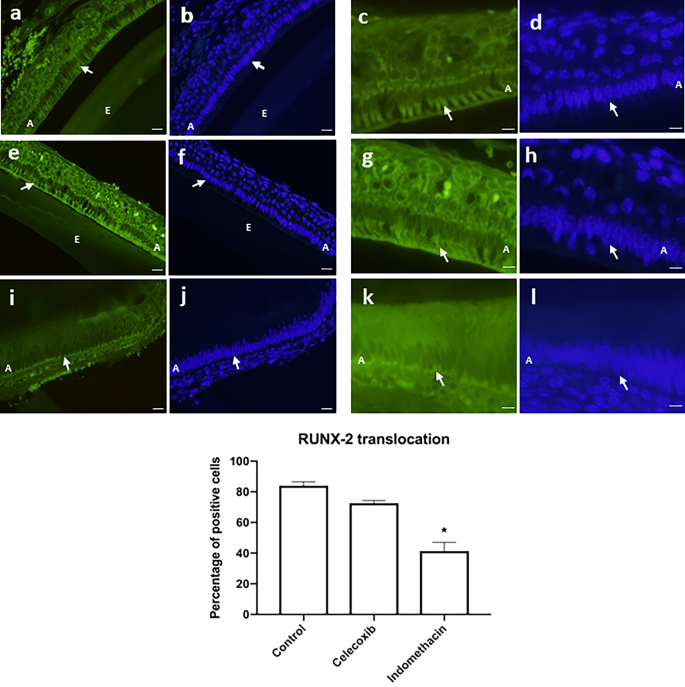 a b c d
A E A E A A
e f g h
E A E A A A
i j k l
A A A A
RUNX-2 translocation
Percentage of positive cells
100
80
60
40
20
0
*
Control
Celecoxib
Indomethacin